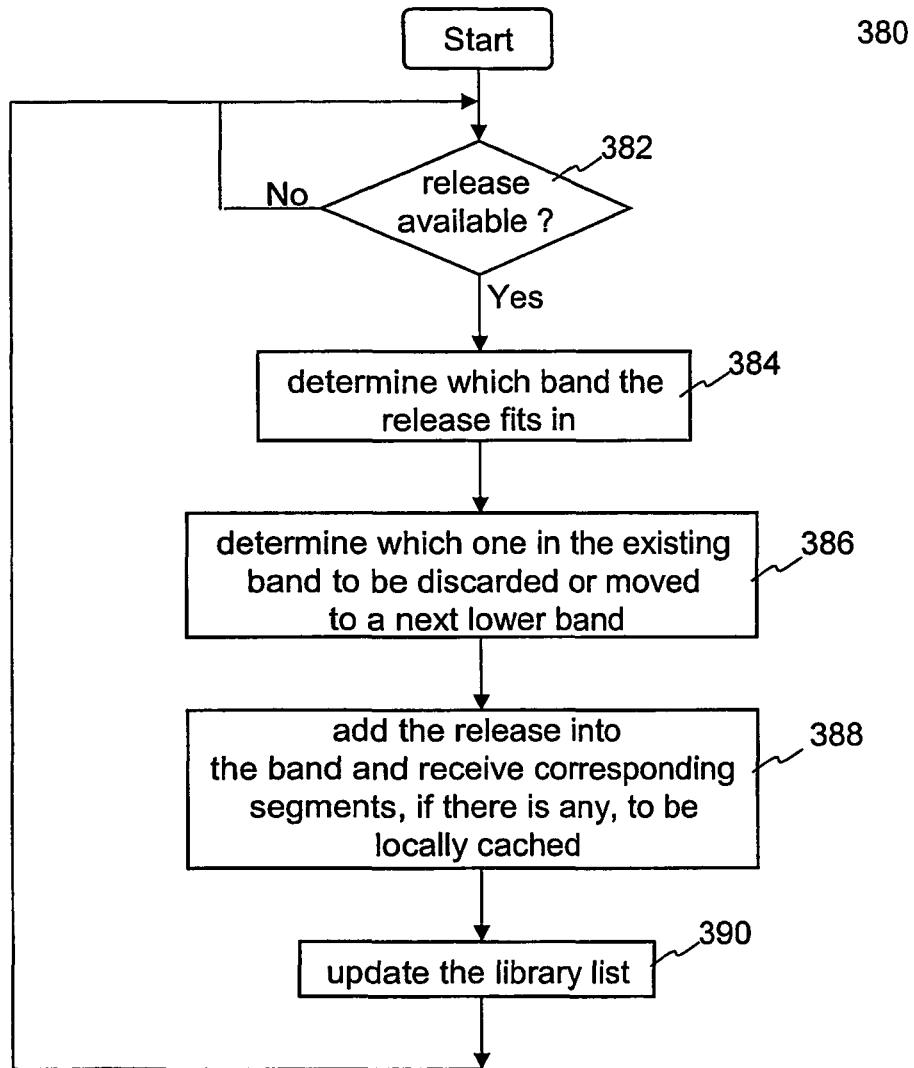 Start
380
382
release
available ?
No
Yes
determine which band the
release fits in
384
determine which one in the existing
band to be discarded or moved
to a next lower band
386
add the release into
the band and receive corresponding
segments, if there is any, to be
locally cached
388
update the library list
390